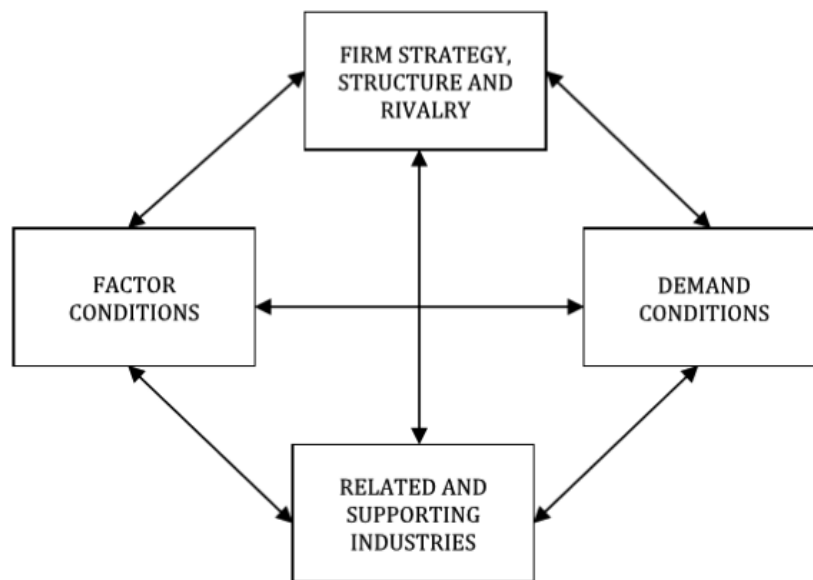 FIRM STRATEGY,
STRUCTURE AND
RIVALRY
FACTOR
CONDITIONS
DEMAND
CONDITIONS
RELATED AND
SUPPORTING
INDUSTRIES